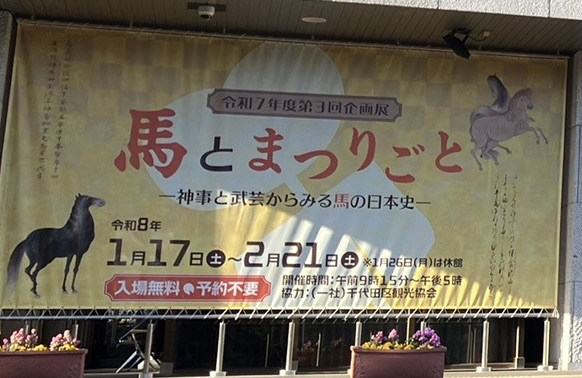 令和7年度第3回企画展
馬とまつりごと
―神事と武芸からみる馬の日本史―
令和8年
1月17日土～2月21日土 ※1月26日(月)は休館
入場無料 予約不要
開催時間：午前9時15分～午後5時
協力：(一社)千代田区観光協会